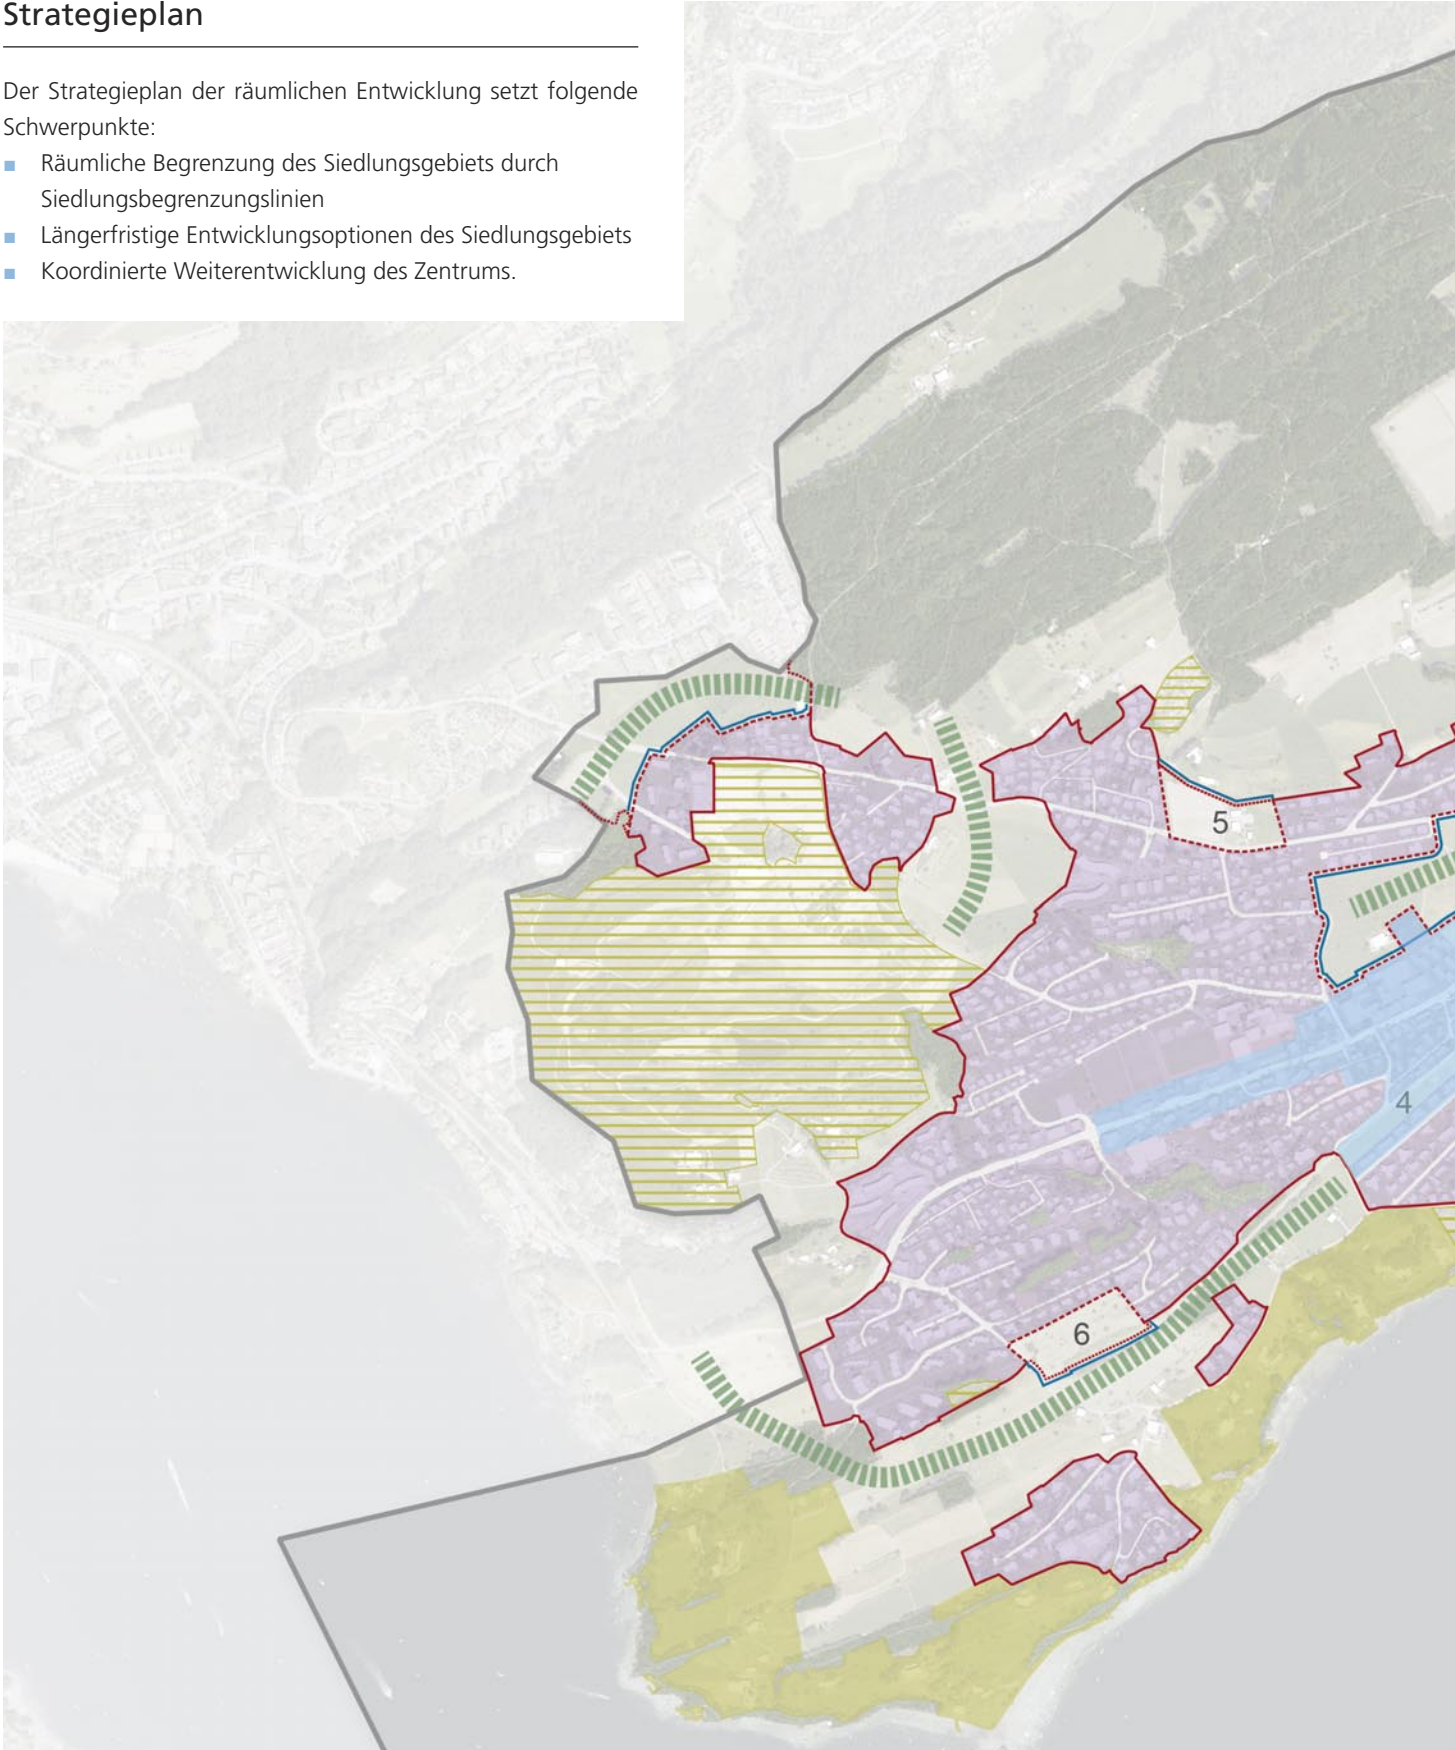 Strategieplan
Der Strategieplan der räumlichen Entwicklung setzt folgende
Schwerpunkte:
Räumliche Begrenzung des Siedlungsgebiets durch
Siedlungsbegrenzungslinien
Längerfristige Entwicklungsoptionen des Siedlungsgebiets
Koordinierte Weiterentwicklung des Zentrums.
5
4
6